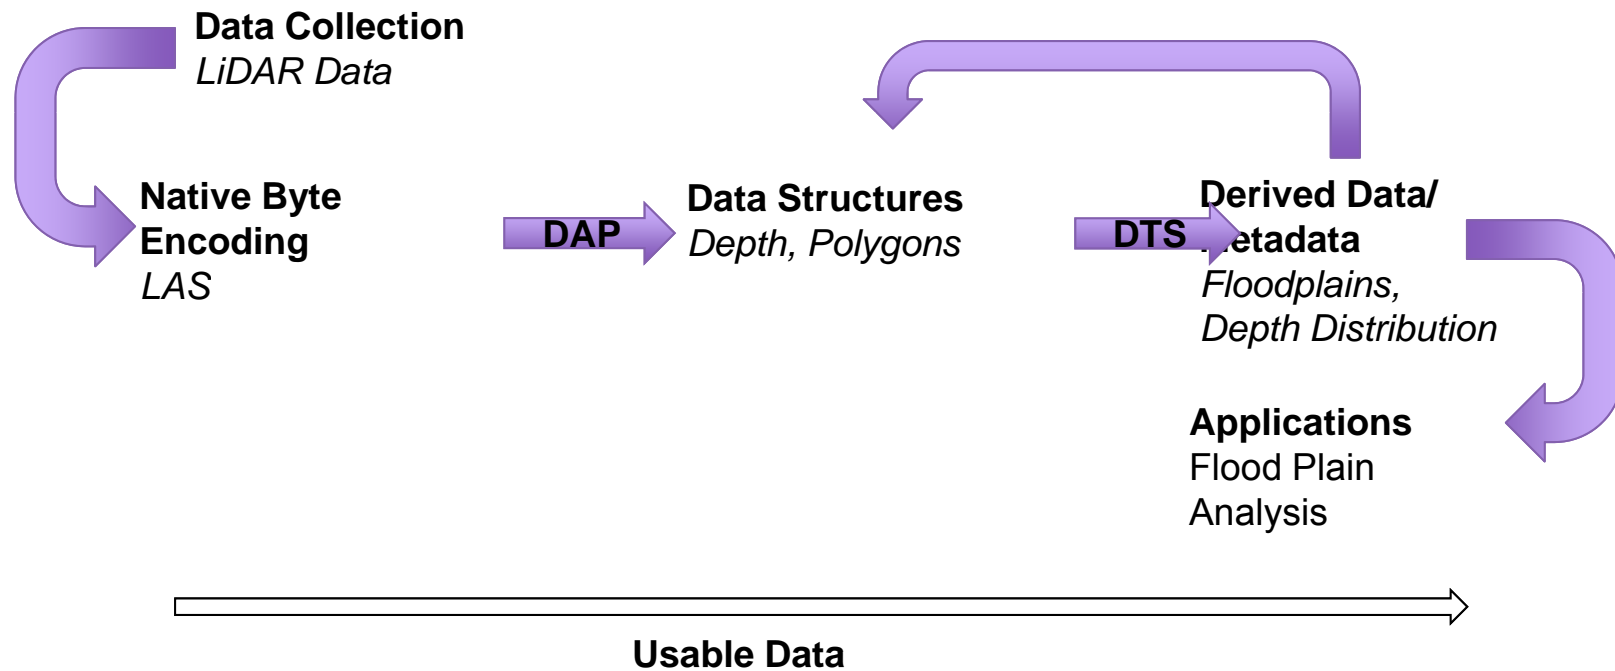 Data Collection
LiDAR Data
Native Byte
Encoding
LAS
DAP
Data Structures
Depth, Polygons
DTS
Derived Data/
Metadata
Floodplains,
Depth Distribution
Applications
Flood Plain
Analysis
Usable Data